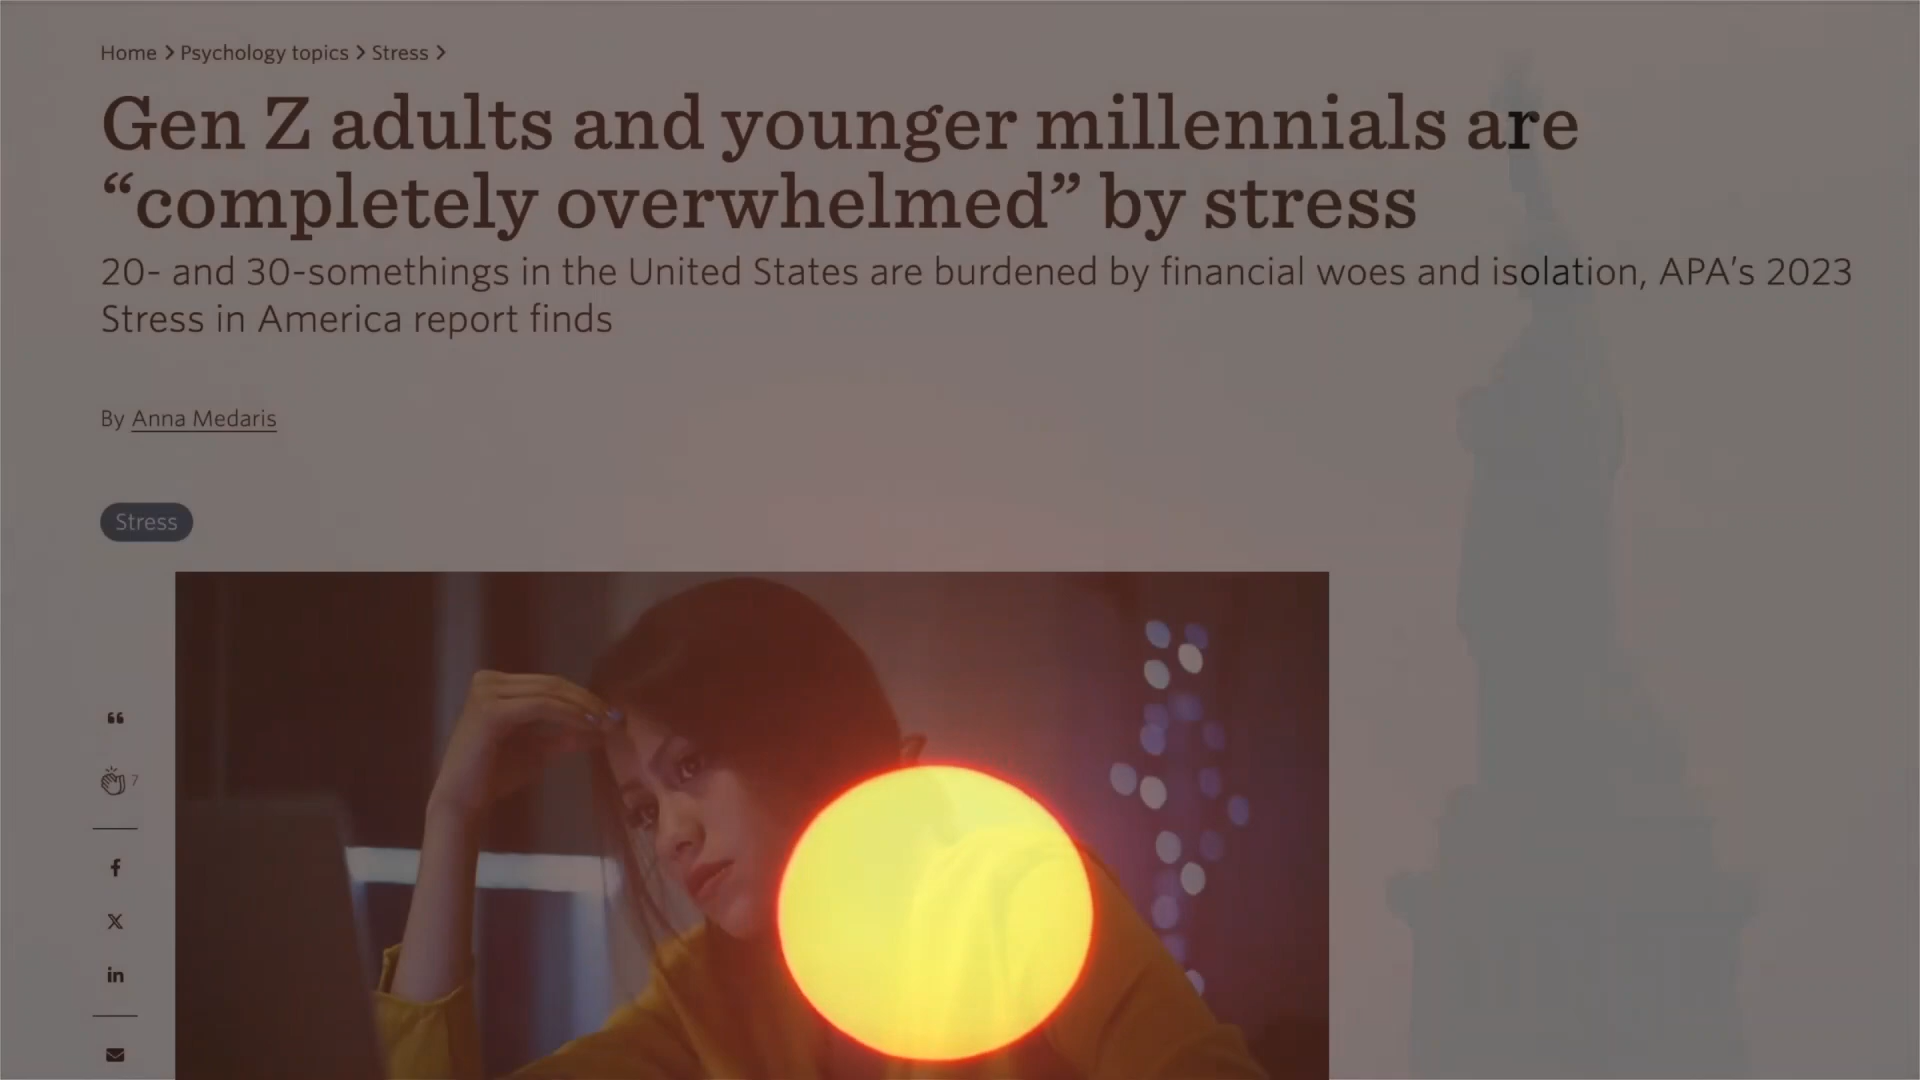 Home > Psychology topics > Stress >
Gen Z adults and younger millennials are
“completely overwhelmed” by stress
20- and 30-somethings in the United States are burdened by financial woes and isolation, APA’s 2023
Stress in America report finds
By Anna Medaris
Stress
7